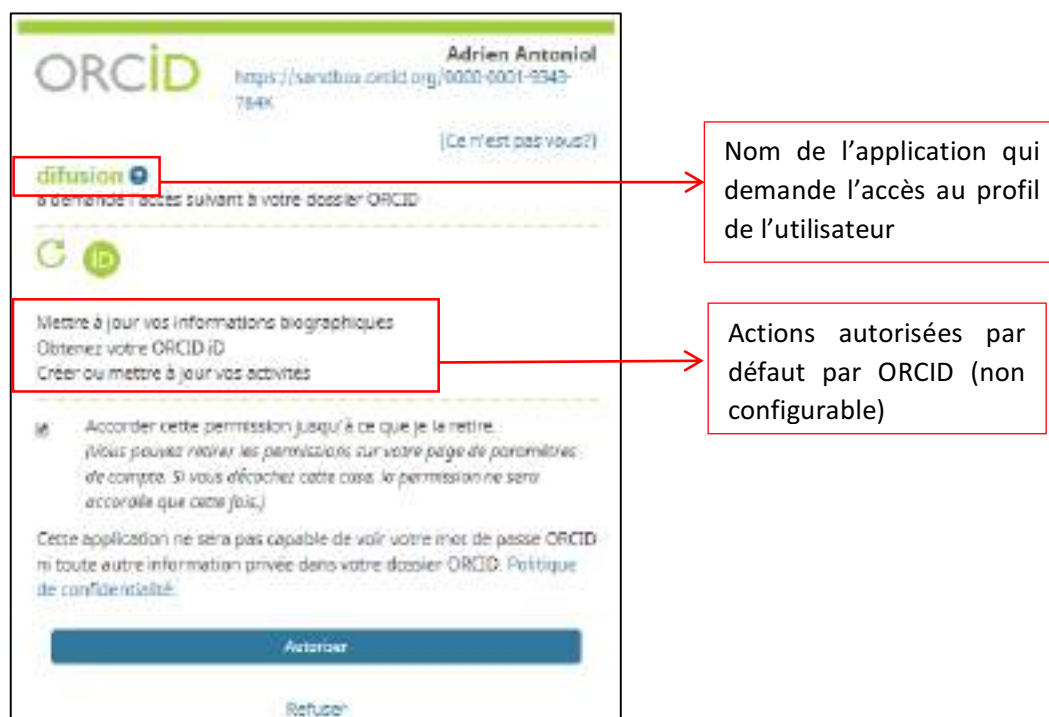 ORCiD
Adrien Antoniol
https://sandbox.orcid.org/0000-0001-9343-
784X
(Ce n'est pas vous?)
difusion
a demandé l'accès suivant à votre dossier ORCID
iD
Mettre à jour vos informations biographiques
Obtenez votre ORCID iD
Créer ou mettre à jour vos activités
Accorder cette permission jusqu'à ce que je la retire.
(Vous pouvez retirer les permissions sur votre page de paramètres
de compte. Si vous décochez cette case, la permission ne sera
accordée que cette fois.)
Cette application ne sera pas capable de voir votre mot de passe ORCID
ni toute autre information privée dans votre dossier ORCID. Politique
de confidentialité.
Autoriser
Refuser
Nom de l'application qui
demande l'accès au profil
de l'utilisateur
Actions autorisées par
défaut par ORCID (non
configurable)